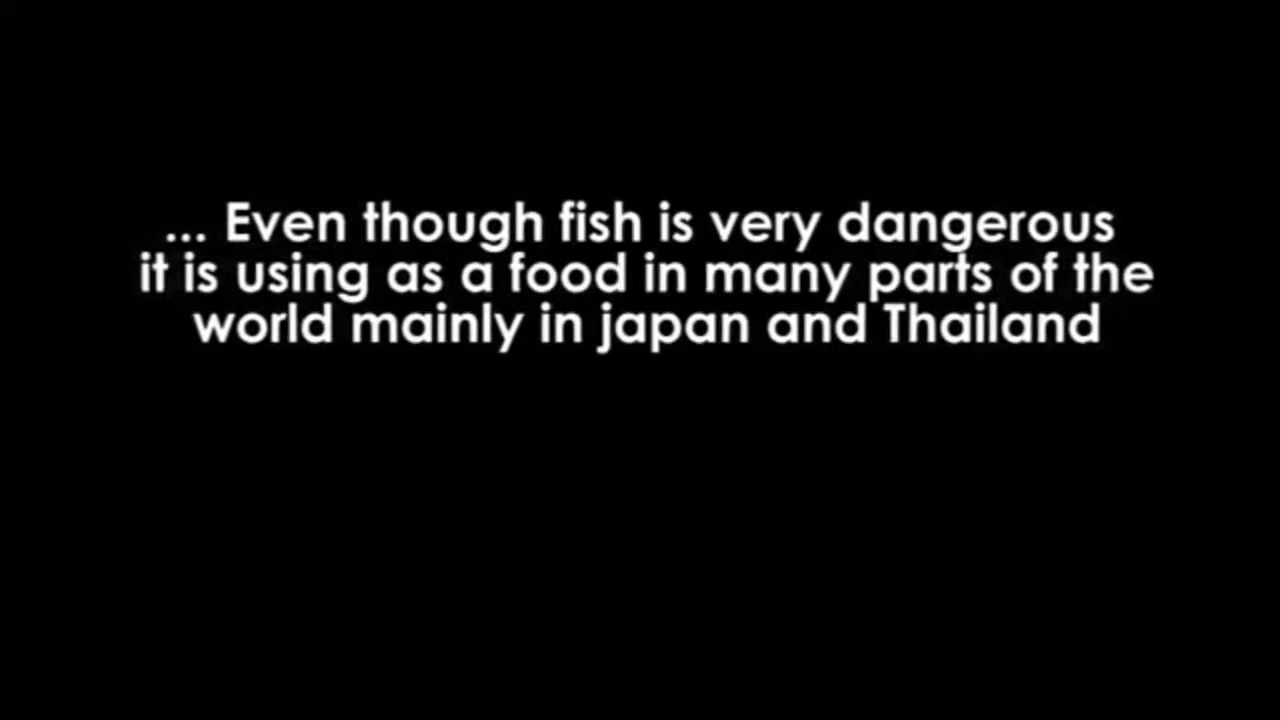 ... Even though fish is very dangerous
it is using as a food in many parts of the
world mainly in japan and Thailand